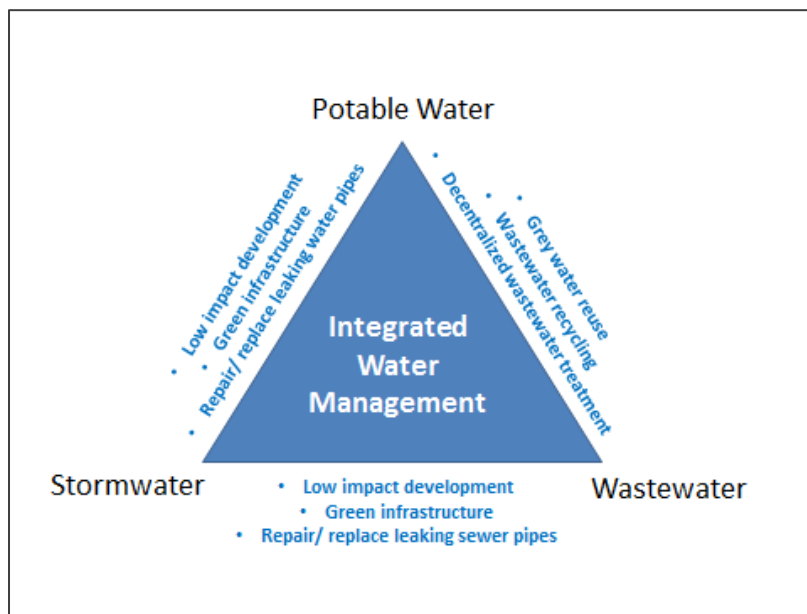 Potable Water
• Low impact development
• Green infrastructure
• Repair/ replace leaking water pipes
• Grey water reuse
• Wastewater recycling
• Decentralized wastewater treatment
Integrated
Water
Management
Stormwater
Wastewater
• Low impact development
• Green infrastructure
• Repair/ replace leaking sewer pipes